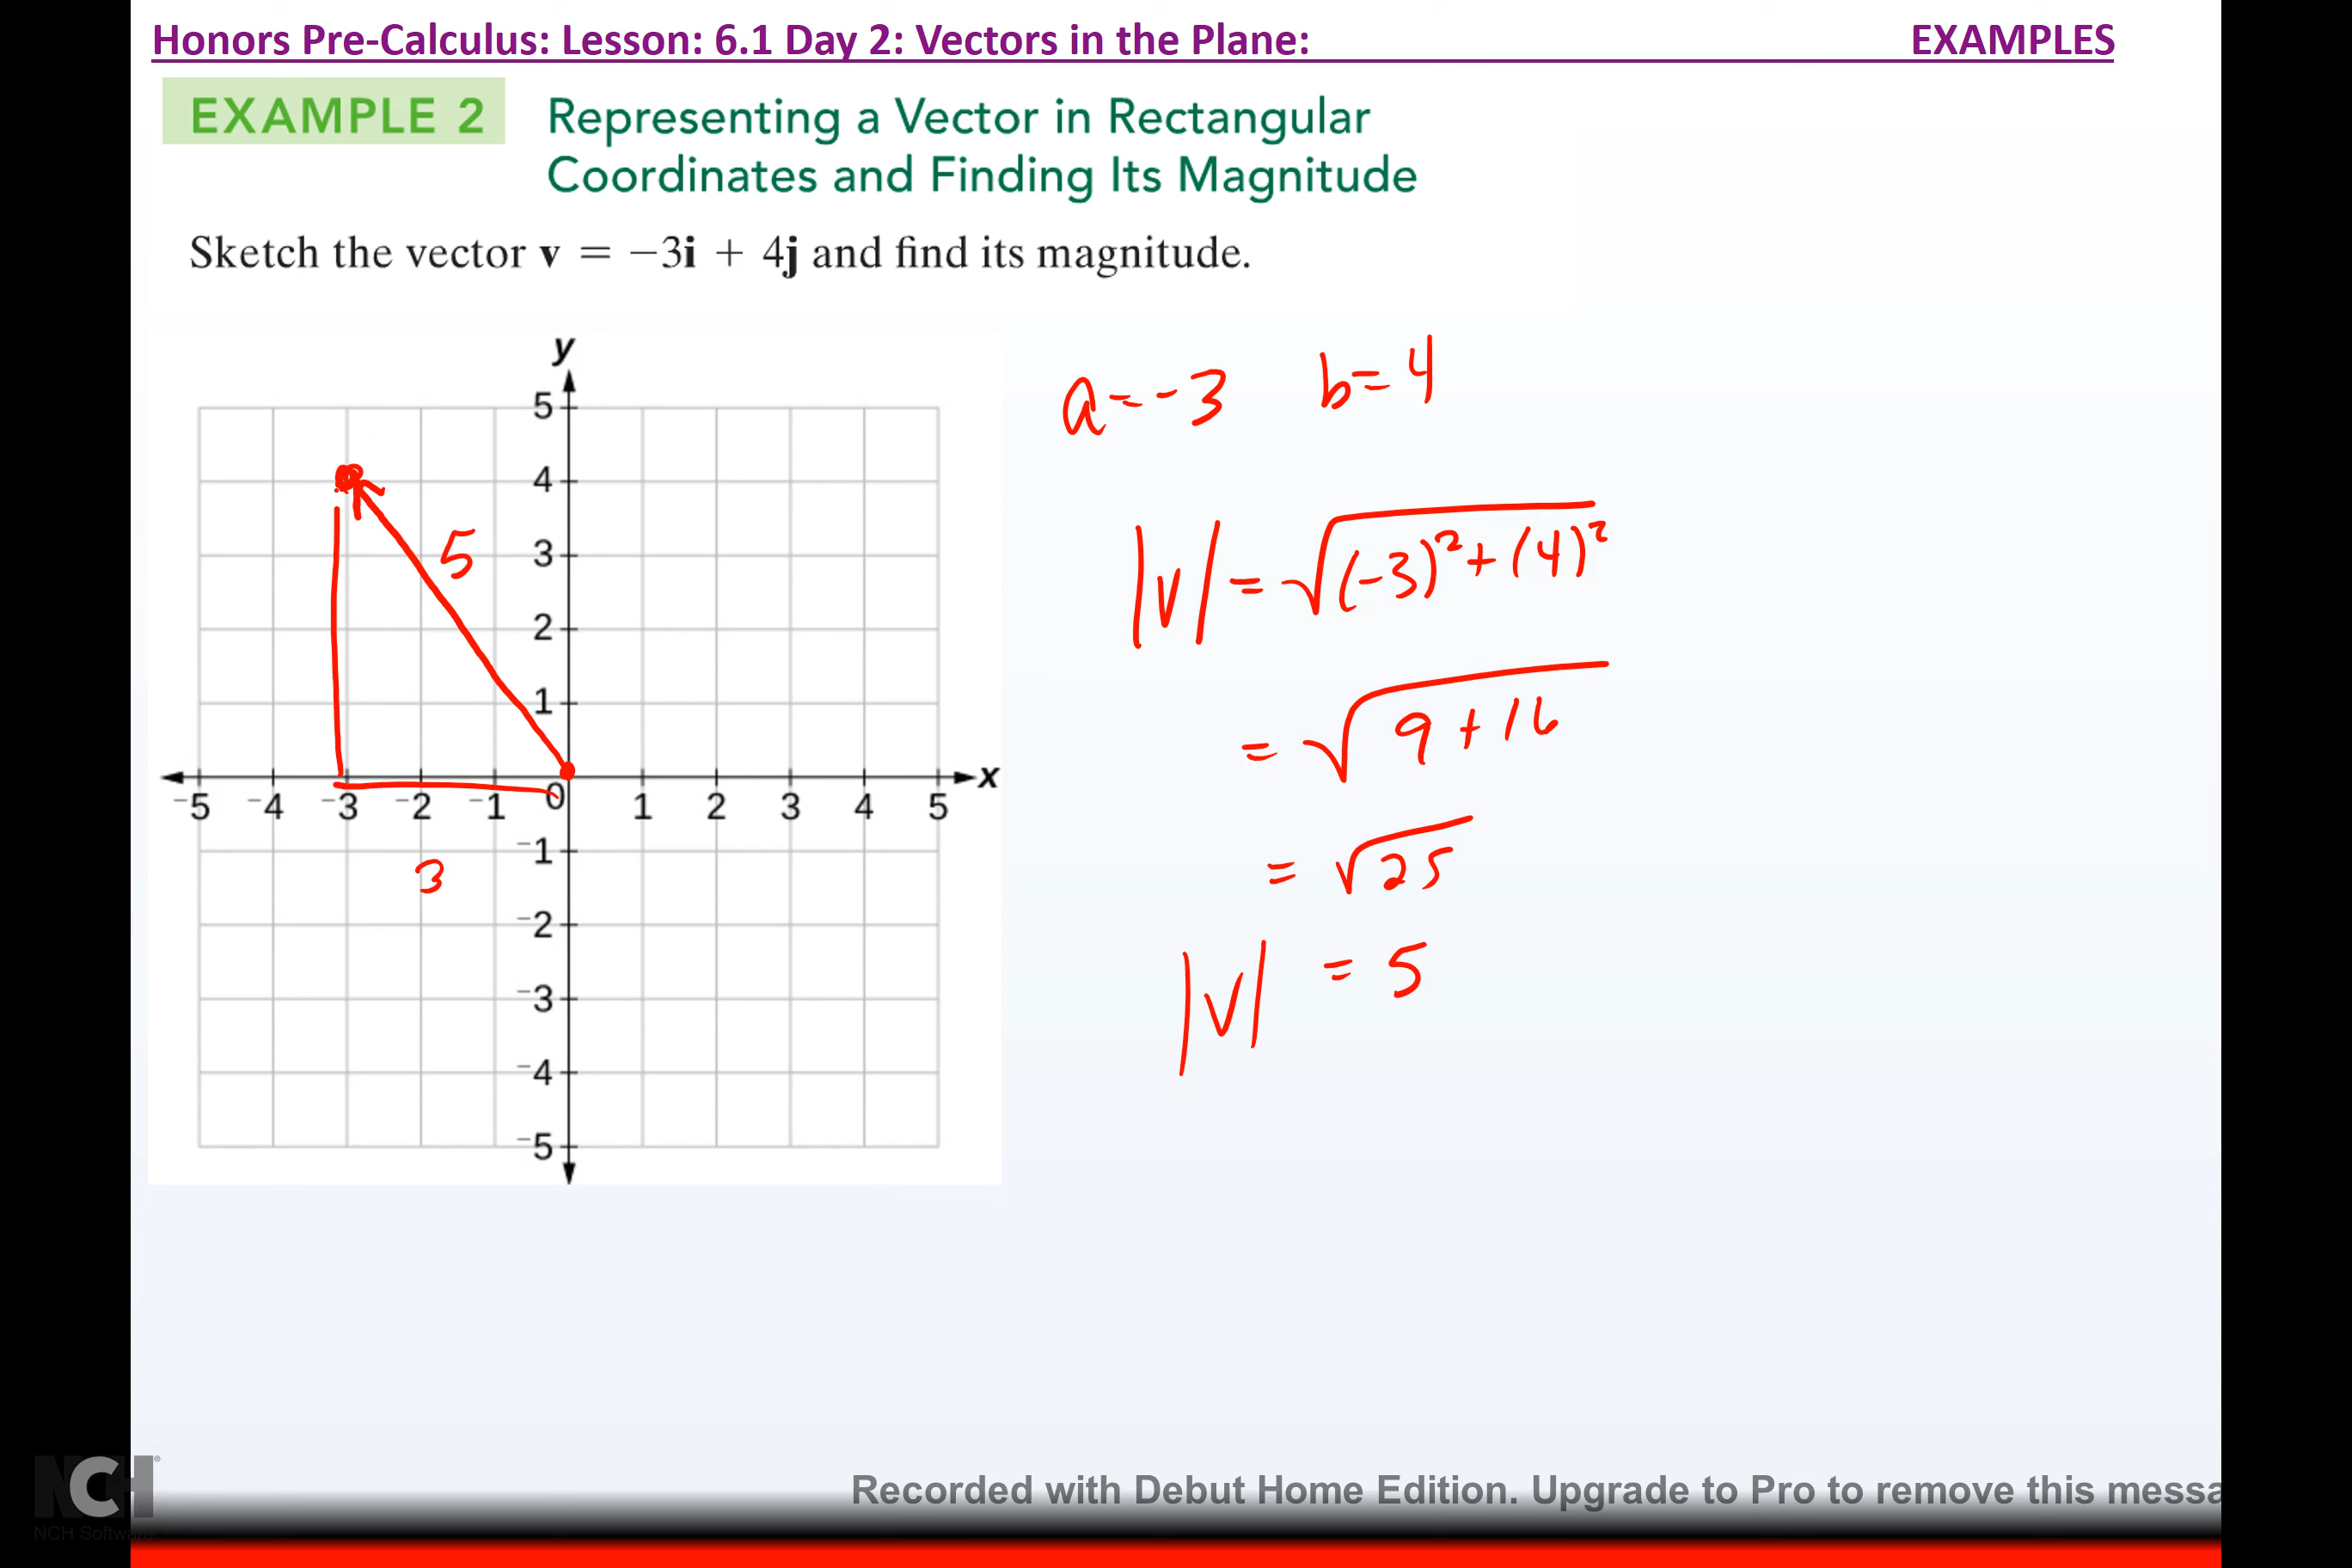 Honors Pre-Calculus: Lesson: 6.1 Day 2: Vectors in the Plane: EXAMPLES
EXAMPLE 2 Representing a Vector in Rectangular
Coordinates and Finding Its Magnitude
Sketch the vector v = −3i + 4j and find its magnitude.
y
5
4
3
2
1
x
-5 -4 -3 -2 -1 0 1 2 3 4 5
-1
-2
-3
-4
-5
5
3
a=-3 b=4
|v| = √(-3)²+(4)²
= √9+16
= √25
|v| = 5
NCH®
NCH Software
Recorded with Debut Home Edition. Upgrade to Pro to remove this messa